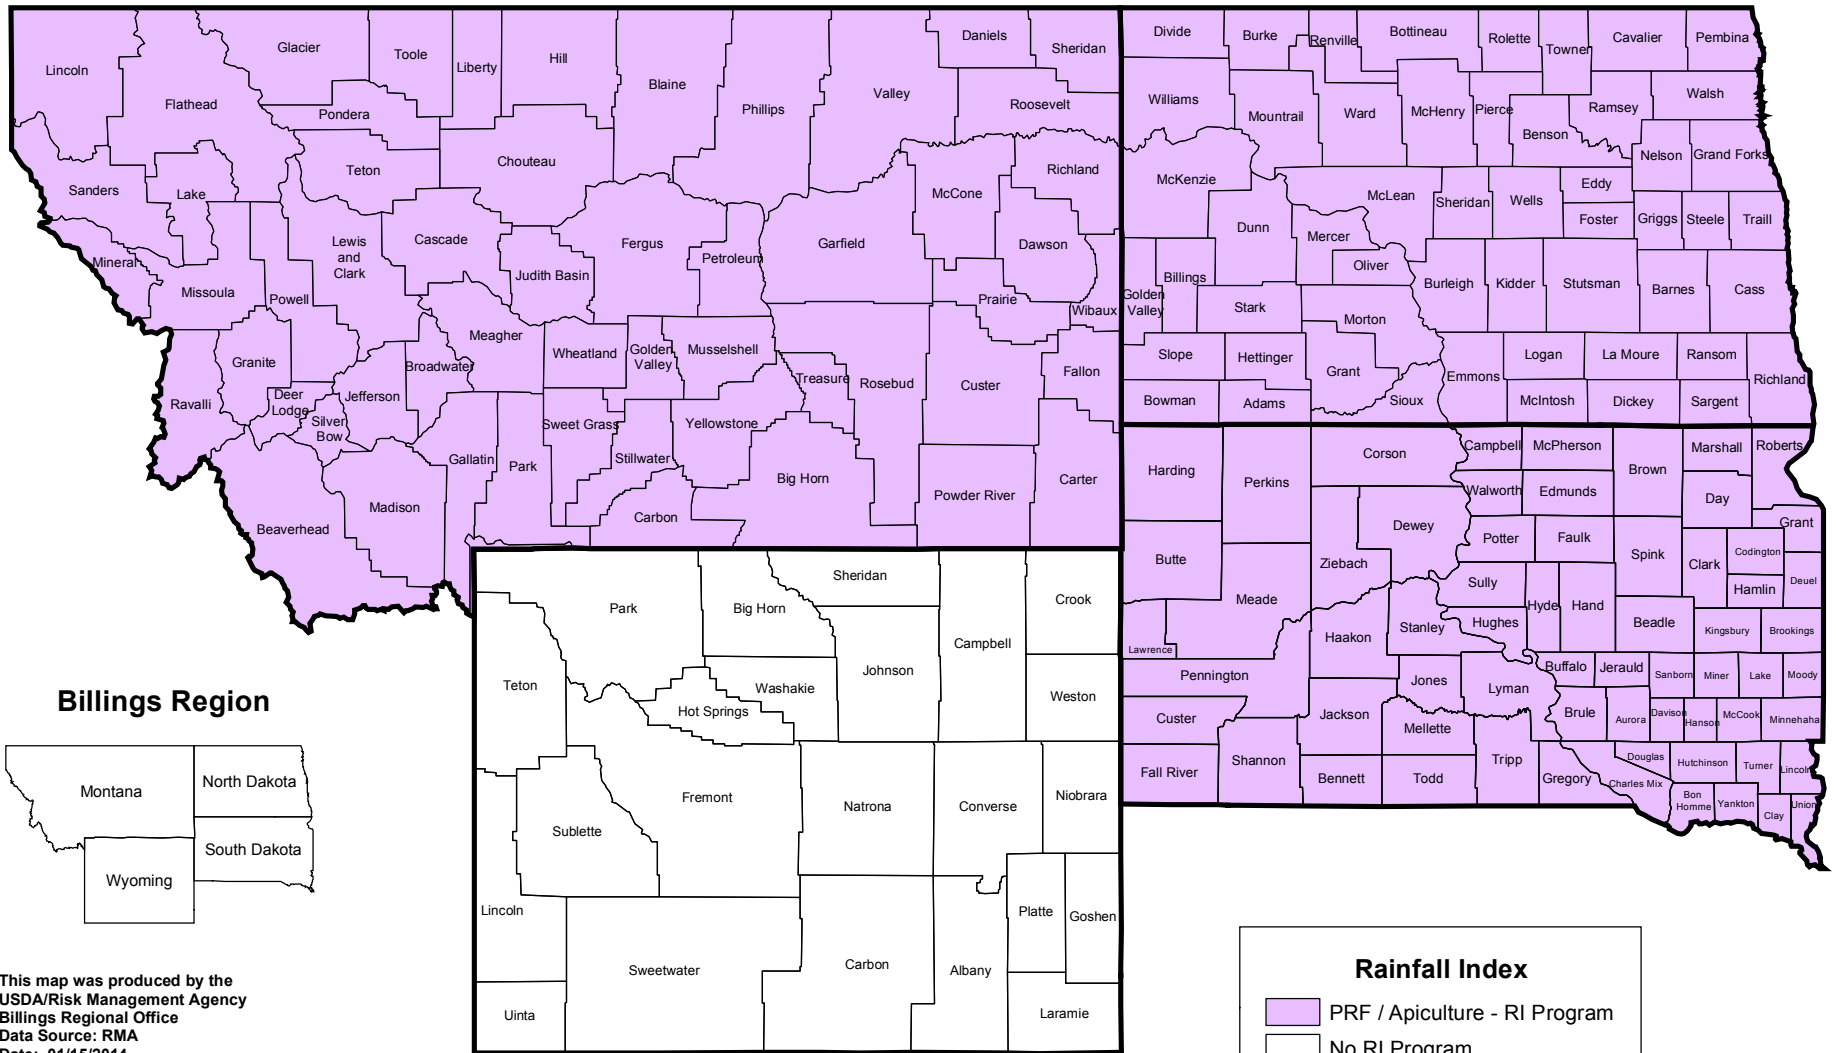 Lincoln
Flathead
Glacier
Toole
Liberty
Hill
Blaine
Phillips
Valley
Daniels
Sheridan
Roosevelt
Pondera
Teton
Chouteau
Sanders
Lake
Lewis
and
Clark
Cascade
Judith Basin
Fergus
Petroleum
Garfield
McCone
Richland
Dawson
Mineral
Missoula
Powell
Prairie
Wibaux
Meagher
Granite
Broadwater
Wheatland
Golden
Valley
Musselshell
Treasure
Rosebud
Custer
Fallon
Ravalli
Deer
Lodge
Silver
Bow
Jefferson
Sweet Grass
Yellowstone
Gallatin
Park
Stillwater
Big Horn
Powder River
Carter
Madison
Carbon
Beaverhead
Divide
Burke
Renville
Bottineau
Rolette
Towner
Cavalier
Pembina
Williams
Mountrail
Ward
McHenry
Pierce
Benson
Ramsey
Walsh
Nelson
Grand Forks
McKenzie
McLean
Sheridan
Wells
Eddy
Foster
Griggs
Steele
Traill
Dunn
Mercer
Oliver
Billings
Golden
Valley
Stark
Burleigh
Kidder
Stutsman
Barnes
Cass
Morton
Slope
Hettinger
Grant
Emmons
Logan
La Moure
Ransom
Richland
Bowman
Adams
Sioux
McIntosh
Dickey
Sargent
Harding
Perkins
Corson
Campbell
McPherson
Brown
Marshall
Roberts
Walworth
Edmunds
Day
Grant
Dewey
Potter
Faulk
Spink
Clark
Codington
Butte
Ziebach
Sully
Hyde
Hand
Hamlin
Deuel
Meade
Haakon
Stanley
Hughes
Beadle
Kingsbury
Brookings
Lawrence
Pennington
Jones
Lyman
Buffalo
Jerauld
Sanborn
Miner
Lake
Moody
Custer
Jackson
Mellette
Brule
Aurora
Davison
Hanson
McCook
Minnehaha
Fall River
Shannon
Bennett
Todd
Tripp
Gregory
Douglas
Charles Mix
Hutchinson
Turner
Lincoln
Bon
Homme
Yankton
Clay
Union
Park
Big Horn
Sheridan
Campbell
Crook
Johnson
Teton
Washakie
Hot Springs
Weston
Fremont
Natrona
Converse
Niobrara
Sublette
Lincoln
Platte
Goshen
Sweetwater
Carbon
Albany
Uinta
Laramie
Billings Region
Montana
North Dakota
South Dakota
Wyoming
This map was produced by the
USDA/Risk Management Agency
Billings Regional Office
Data Source: RMA
Date: 01/15/2014
Rainfall Index
PRF / Apiculture - RI Program
No RI Program